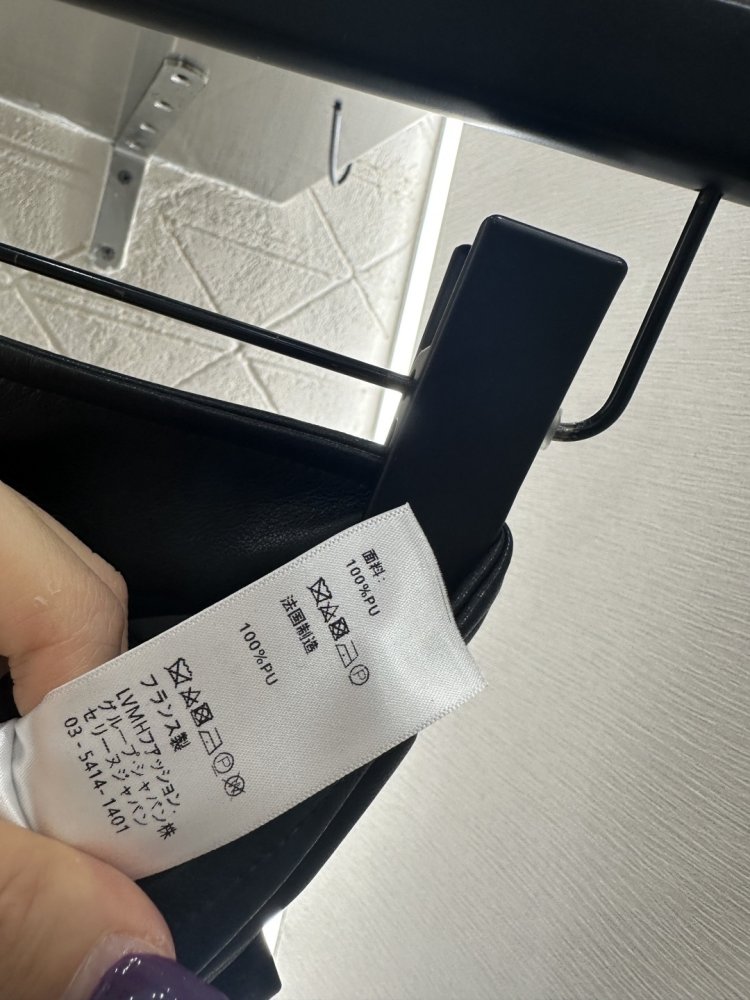 面料：
100%PU
法国制造
100%PU
フランス製
LVMHファッション.
グループ・ジャパン株
セリーヌジャパン
03-5414-1401